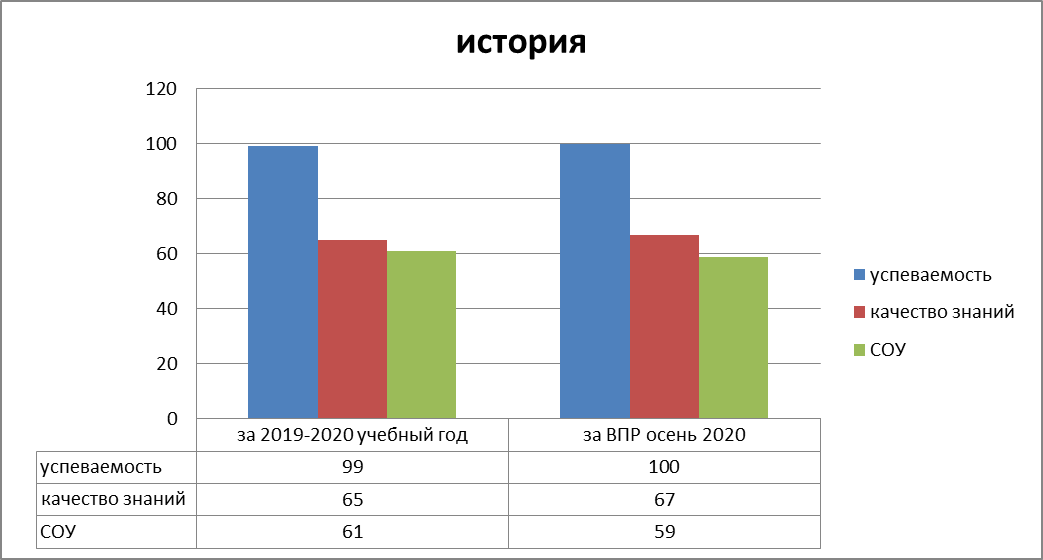 история
120
100
80
60
40
20
0
успеваемость
качество знаний
СОУ
за 2019-2020 учебный год за ВПР осень 2020
успеваемость 99 100
качество знаний 65 67
СОУ 61 59